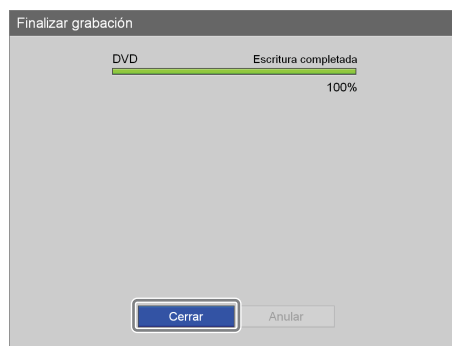 Finalizar grabación
DVD Escritura completada
100%
Cerrar Anular